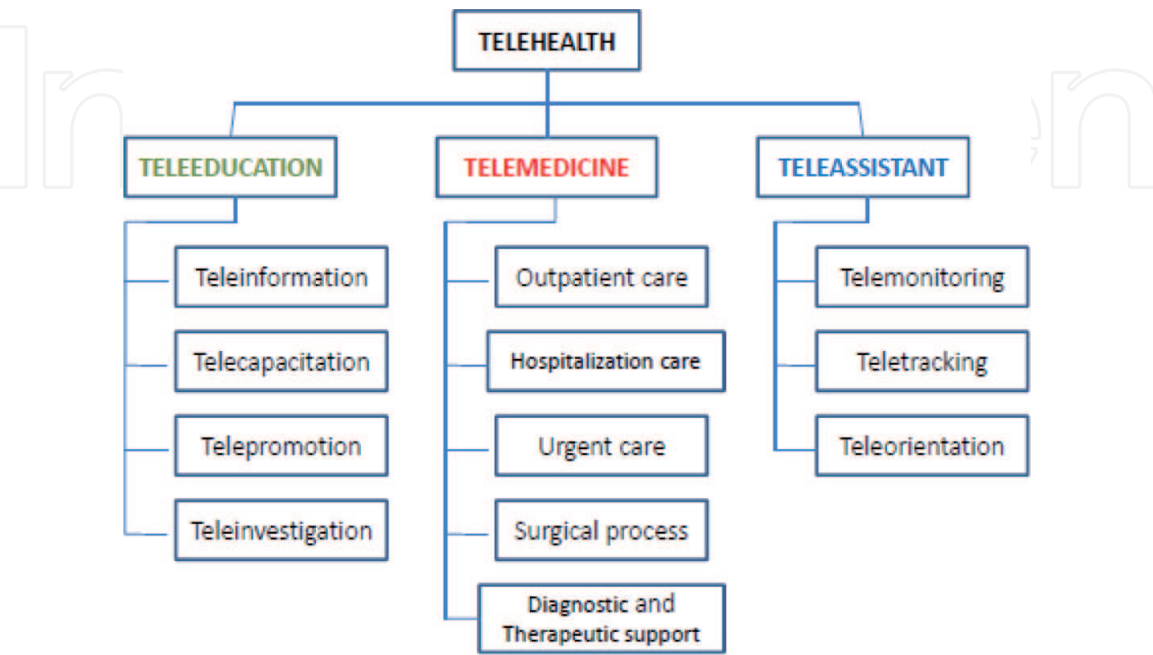 TELEHEALTH
TELEEDUCATION
TELEMEDICINE
TELEASSISTANT
Teleinformation
Telecapacitation
Telepromotion
Teleinvestigation
Outpatient care
Hospitalization care
Urgent care
Surgical process
Diagnostic and
Therapeutic support
Telemonitoring
Teletracking
Teleorientation